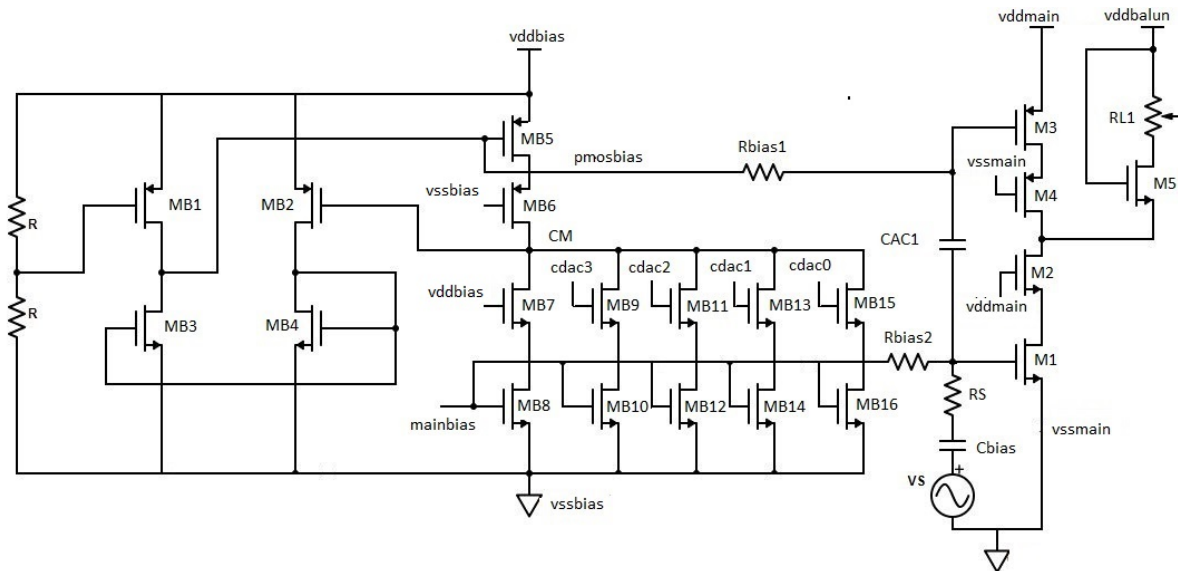 vddmain
vddbalun
vddbias
MB5
M3
RL1
Rbias1
pmosbias
vssmain
M4
M5
vssbias
MB6
MB1
MB2
R
CM
CAC1
cdac3
cdac2
cdac1
cdac0
M2
vddbias
MB7
MB9
MB11
MB13
MB15
vddmain
R
MB3
MB4
Rbias2
M1
RS
MB8
MB10
MB12
MB14
MB16
mainbias
vssmain
Cbias
VS
+
vssbias